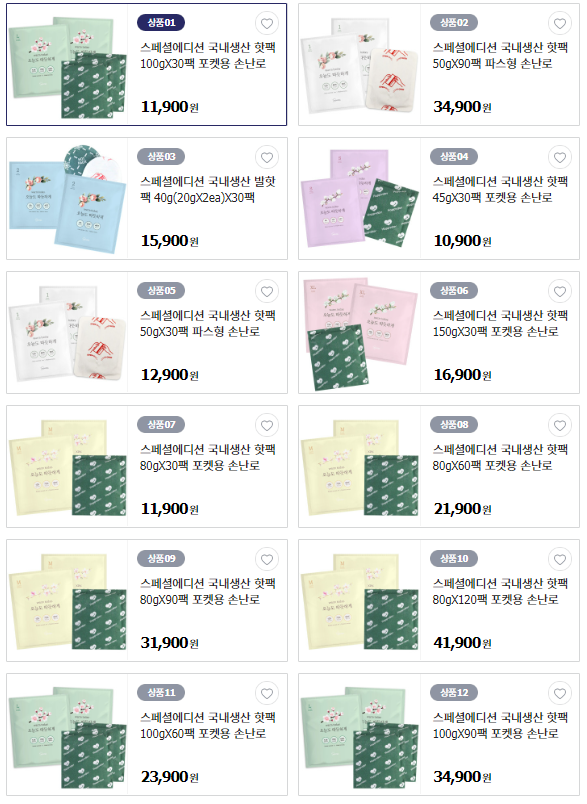 상품01
스페셜에디션 국내생산 핫팩
100gX30팩 포켓용 손난로
11,900원
상품02
스페셜에디션 국내생산 핫팩
50gX90팩 파스형 손난로
34,900원
상품03
스페셜에디션 국내생산 발핫
팩 40g(20gX2ea)X30팩
15,900원
상품04
스페셜에디션 국내생산 핫팩
45gX30팩 포켓용 손난로
10,900원
상품05
스페셜에디션 국내생산 핫팩
50gX30팩 파스형 손난로
12,900원
상품06
스페셜에디션 국내생산 핫팩
150gX30팩 포켓용 손난로
16,900원
상품07
스페셜에디션 국내생산 핫팩
80gX30팩 포켓용 손난로
11,900원
상품08
스페셜에디션 국내생산 핫팩
80gX60팩 포켓용 손난로
21,900원
상품09
스페셜에디션 국내생산 핫팩
80gX90팩 포켓용 손난로
31,900원
상품10
스페셜에디션 국내생산 핫팩
80gX120팩 포켓용 손난로
41,900원
상품11
스페셜에디션 국내생산 핫팩
100gX60팩 포켓용 손난로
23,900원
상품12
스페셜에디션 국내생산 핫팩
100gX90팩 포켓용 손난로
34,900원